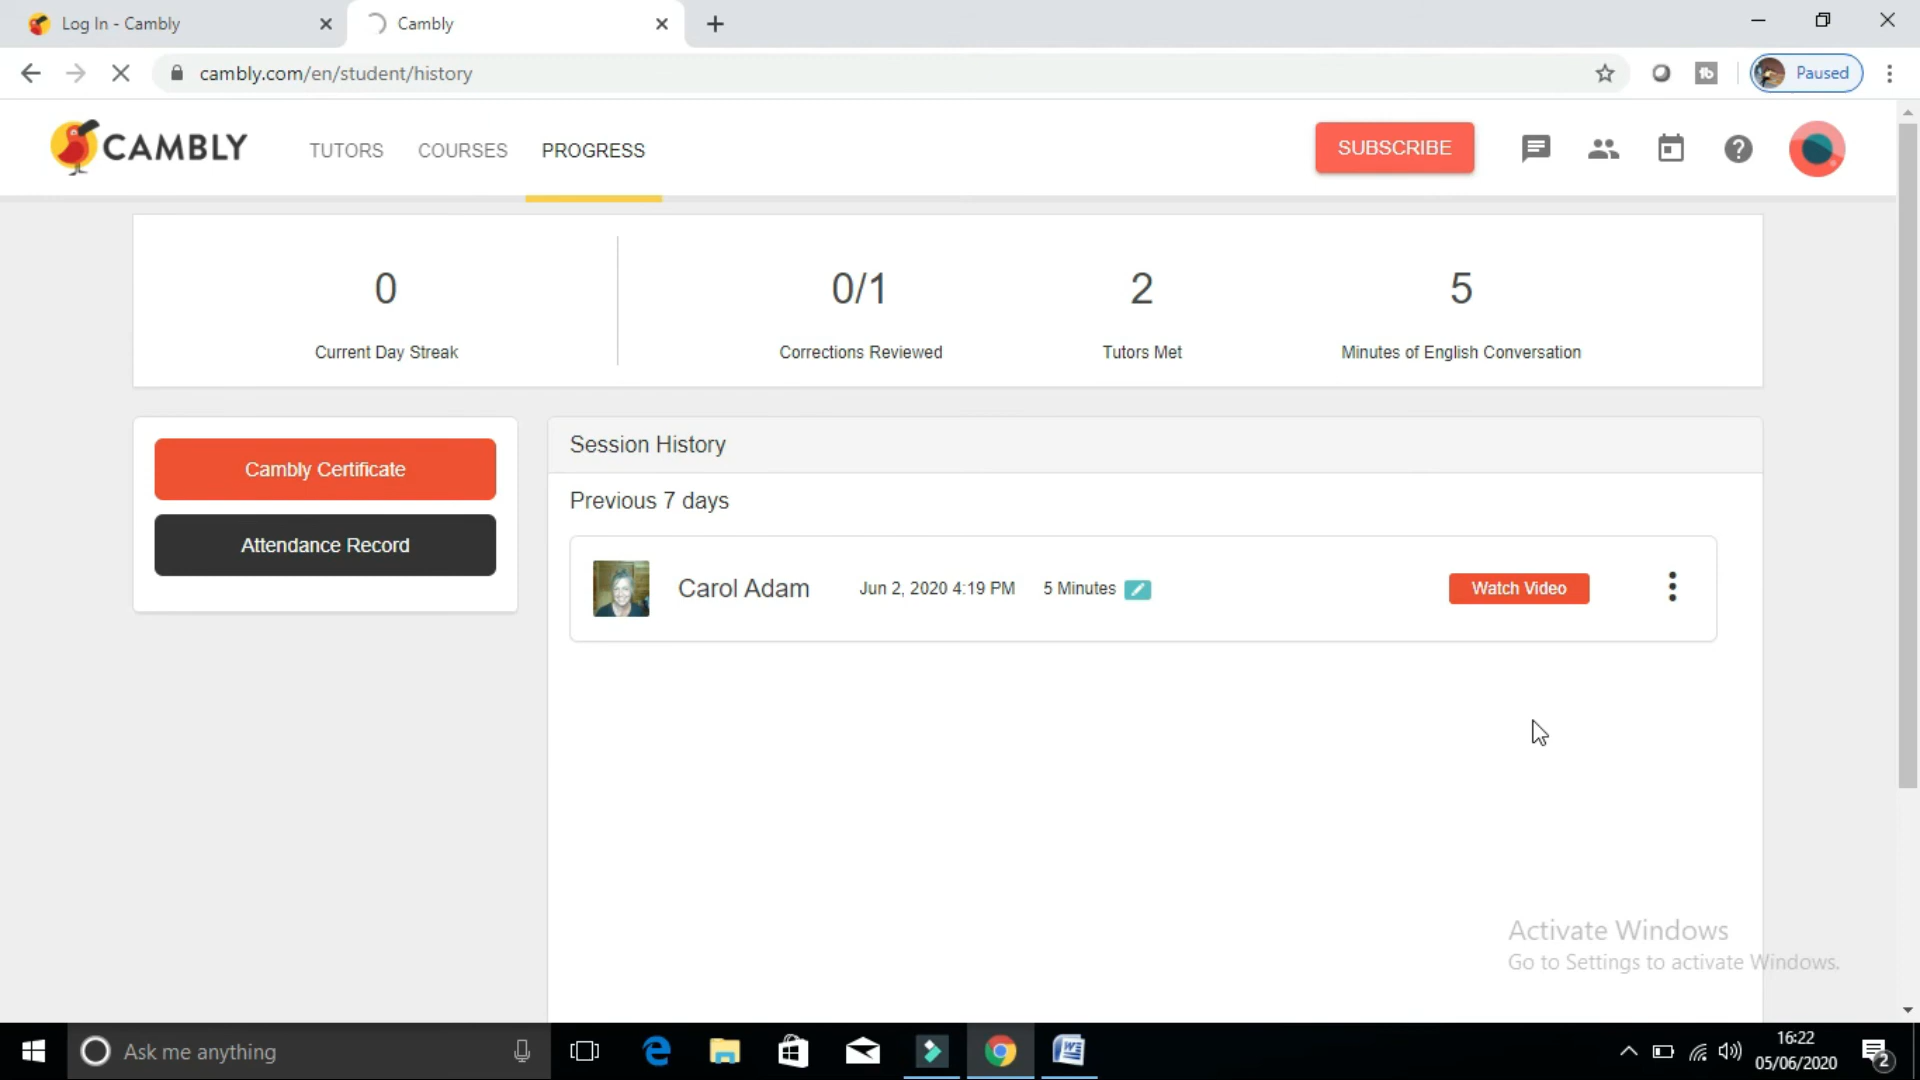 Log In - Cambly
Cambly
cambly.com/en/student/history
Paused
CAMBLY
TUTORS
COURSES
PROGRESS
SUBSCRIBE
0
0/1
2
5
Current Day Streak
Corrections Reviewed
Tutors Met
Minutes of English Conversation
Cambly Certificate
Attendance Record
Session History
Previous 7 days
Carol Adam
Jun 2, 2020 4:19 PM
5 Minutes
Watch Video
Activate Windows
Go to Settings to activate Windows.
Ask me anything
16:22
05/06/2020
2